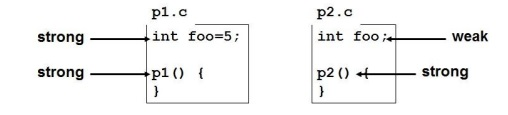 p1.c
p2.c
strong
int foo=5;
int foo;
weak
strong
p1() {
p2() {
strong
}
}